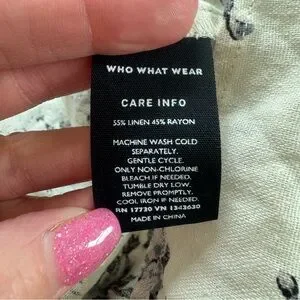 WHO WHAT WEAR
CARE INFO
55% LINEN 45% RAYON
MACHINE WASH COLD
SEPARATELY.
GENTLE CYCLE.
ONLY NON-CHLORINE
BLEACH IF NEEDED.
TUMBLE DRY LOW.
REMOVE PROMPTLY.
COOL IRON IF NEEDED.
RN 17730 VN 1242630
MADE IN CHINA